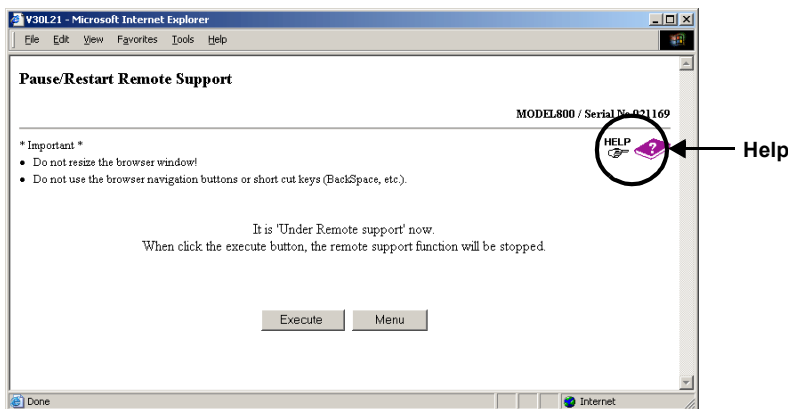 V30L21 - Microsoft Internet Explorer
File Edit View Favorites Tools Help
Pause/Restart Remote Support
MODEL800 / Serial No.921169
* Important *
HELP
Help
• Do not resize the browser window!
• Do not use the browser navigation buttons or short cut keys (BackSpace, etc.).
It is 'Under Remote support' now.
When click the execute button, the remote support function will be stopped.
Execute Menu
Done Internet